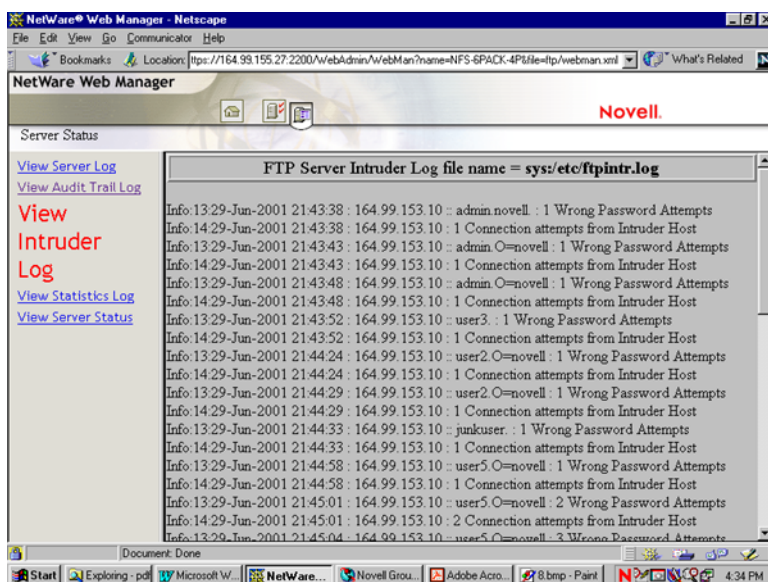 NetWare® Web Manager - Netscape
File Edit View Go Communicator Help
Bookmarks Location: ttps://164.99.155.27:2200/WebAdmin/WebMan?name=NFS-6PACK-4P&file=ftp/webman.xml What's Related
NetWare Web Manager
Novell.
Server Status
View Server Log
View Audit Trail Log
View
Intruder
Log
View Statistics Log
View Server Status
FTP Server Intruder Log file name = sys:/etc/ftpintr.log
Info:13:29-Jun-2001 21:43:38 : 164.99.153.10 :: admin.novell. : 1 Wrong Password Attempts
Info:14:29-Jun-2001 21:43:38 : 164.99.153.10 : 1 Connection attempts from Intruder Host
Info:13:29-Jun-2001 21:43:43 : 164.99.153.10 :: admin.O=novell : 1 Wrong Password Attempts
Info:14:29-Jun-2001 21:43:43 : 164.99.153.10 : 1 Connection attempts from Intruder Host
Info:13:29-Jun-2001 21:43:48 : 164.99.153.10 :: admin.O=novell : 1 Wrong Password Attempts
Info:14:29-Jun-2001 21:43:48 : 164.99.153.10 : 1 Connection attempts from Intruder Host
Info:13:29-Jun-2001 21:43:52 : 164.99.153.10 :: user3. : 1 Wrong Password Attempts
Info:14:29-Jun-2001 21:43:52 : 164.99.153.10 : 1 Connection attempts from Intruder Host
Info:13:29-Jun-2001 21:44:24 : 164.99.153.10 :: user2.O=novell : 1 Wrong Password Attempts
Info:14:29-Jun-2001 21:44:24 : 164.99.153.10 : 1 Connection attempts from Intruder Host
Info:13:29-Jun-2001 21:44:29 : 164.99.153.10 :: user2.O=novell : 1 Wrong Password Attempts
Info:14:29-Jun-2001 21:44:29 : 164.99.153.10 : 1 Connection attempts from Intruder Host
Info:13:29-Jun-2001 21:44:33 : 164.99.153.10 :: junkuser. : 1 Wrong Password Attempts
Info:14:29-Jun-2001 21:44:33 : 164.99.153.10 : 1 Connection attempts from Intruder Host
Info:13:29-Jun-2001 21:44:58 : 164.99.153.10 :: user5.O=novell : 1 Wrong Password Attempts
Info:14:29-Jun-2001 21:44:58 : 164.99.153.10 : 1 Connection attempts from Intruder Host
Info:13:29-Jun-2001 21:45:01 : 164.99.153.10 :: user5.O=novell : 2 Wrong Password Attempts
Info:14:29-Jun-2001 21:45:01 : 164.99.153.10 : 2 Connection attempts from Intruder Host
Info:13:29-Jun-2001 21:45:04 : 164.99.153.10 :: user5.O=novell : 3 Wrong Password Attempts
Document: Done
Start Exploring - pdf Microsoft W... NetWare... Novell Grou... Adobe Acro... 8.bmp - Paint 4:34 PM